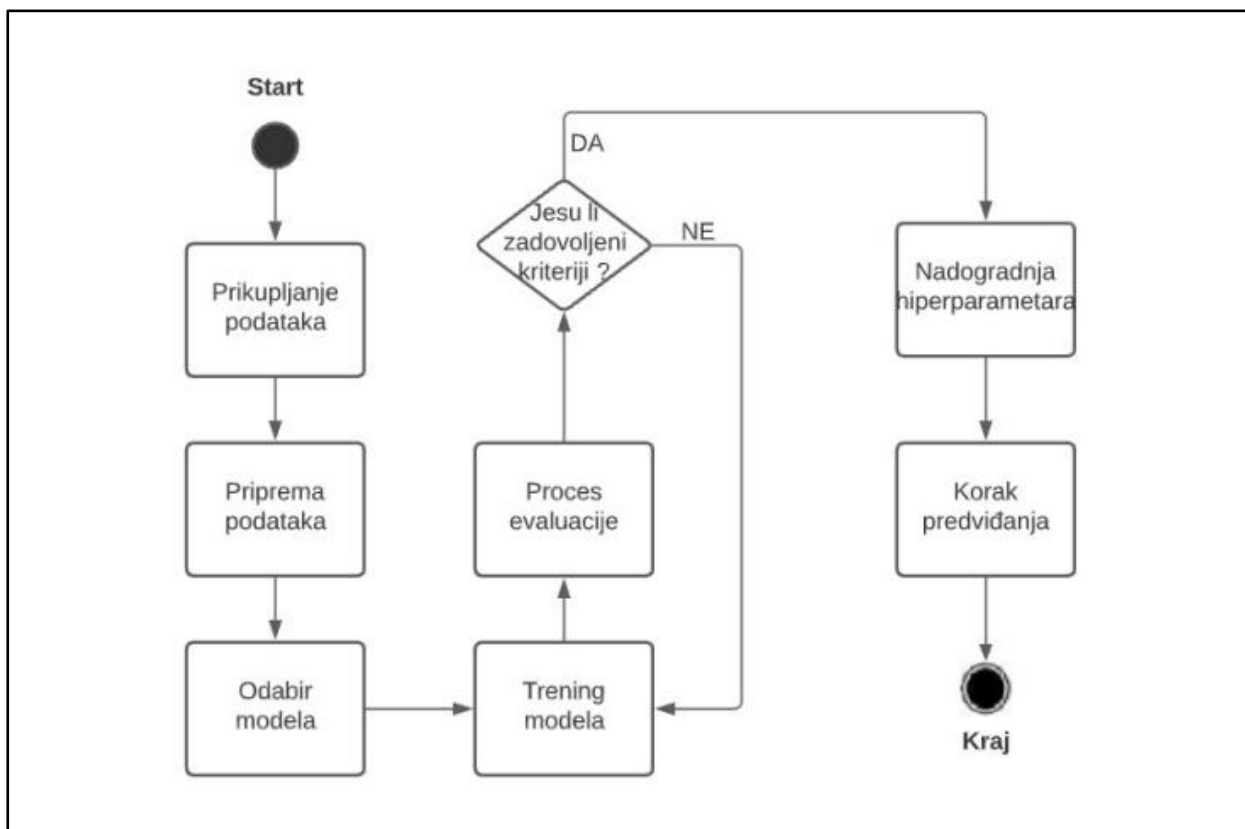 Start
Prikupljanje
podataka
Priprema
podataka
Odabir
modela
Trening
modela
Proces
evaluacije
Jesu li
zadovoljeni
kriteriji ?
DA
NE
Nadogradnja
hiperparametara
Korak
predviđanja
Kraj